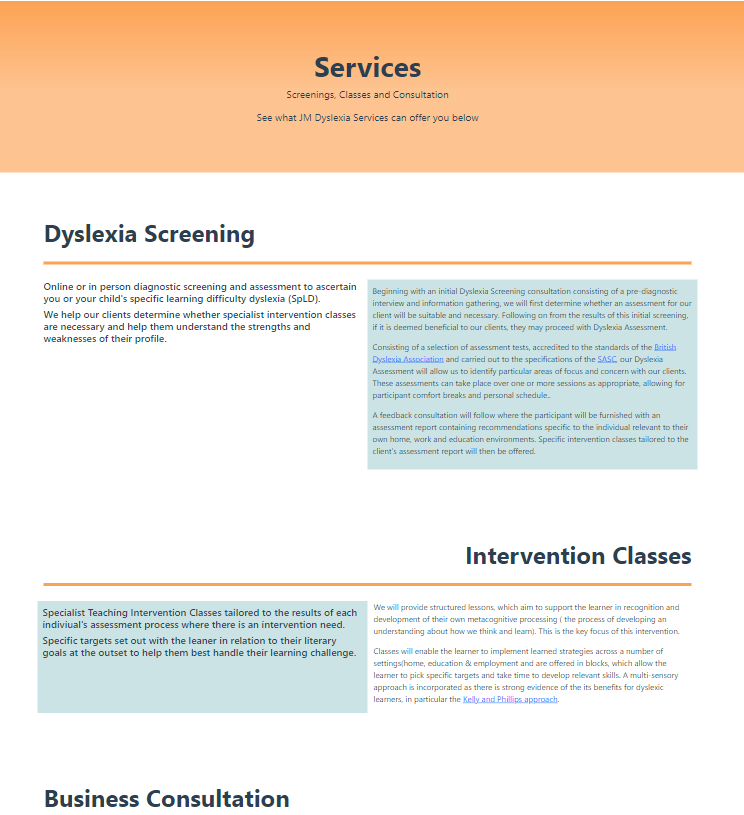 Services
Screenings, Classes and Consultation
See what JM Dyslexia Services can offer you below
Dyslexia Screening
Online or in person diagnostic screening and assessment to ascertain
you or your child's specific learning difficulty dyslexia (SpLD).
We help our clients determine whether specialist intervention classes
are necessary and help them understand the strengths and
weaknesses of their profile.
Beginning with an initial Dyslexia Screening consultation consisting of a pre-diagnostic
interview and information gathering, we will first determine whether an assessment for our
client will be suitable and necessary. Following on from the results of this initial screening,
if it is deemed beneficial to our clients, they may proceed with Dyslexia Assessment.
Consisting of a selection of assessment tests, accredited to the standards of the British
Dyslexia Association and carried out to the specifications of the SASC, our Dyslexia
Assessment will allow us to identify particular areas of focus and concern with our clients.
These assessments can take place over one or more sessions as appropriate, allowing for
participant comfort breaks and personal schedule..
A feedback consultation will follow where the participant will be furnished with an
assessment report containing recommendations specific to the individual relevant to their
own home, work and education environments. Specific intervention classes tailored to the
client's assessment report will then be offered.
Intervention Classes
Specialist Teaching Intervention Classes tailored to the results of each
indiviual's assessment process where there is an intervention need.
Specific targets set out with the leaner in relation to their literary
goals at the outset to help them best handle their learning challenge.
We will provide structured lessons, which aim to support the learner in recognition and
development of their own metacognitive processing ( the process of developing an
understanding about how we think and learn). This is the key focus of this intervention.
Classes will enable the learner to implement learned strategies across a number of
settings(home, education & employment and are offered in blocks, which allow the
learner to pick specific targets and take time to develop relevant skills. A multi-sensory
approach is incorporated as there is strong evidence of the its benefits for dyslexic
learners, in particular the Kelly and Phillips approach.
Business Consultation